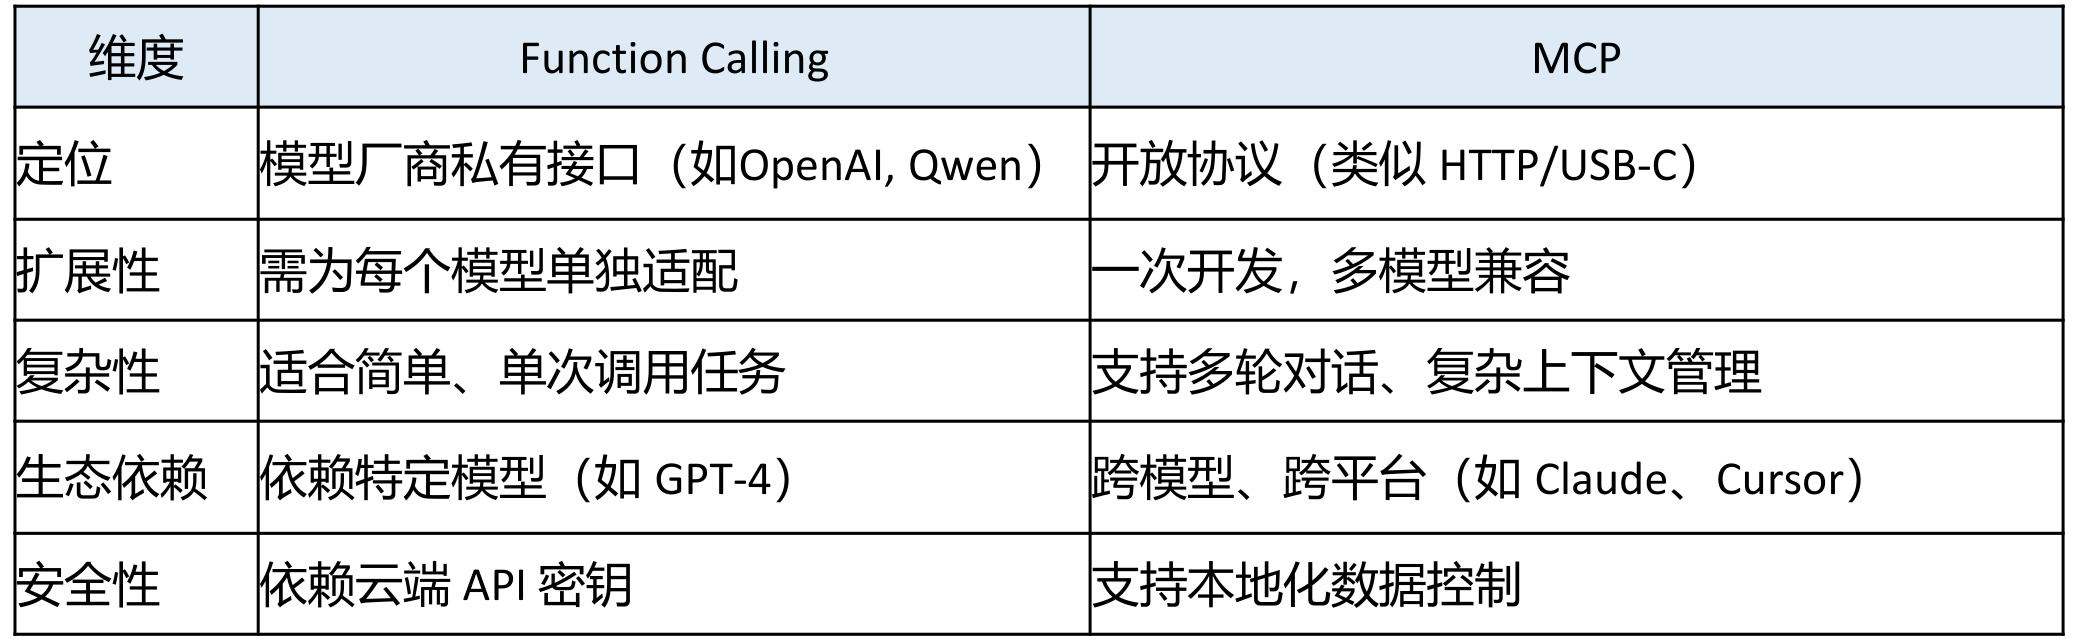 维度 Function Calling MCP
定位 模型厂商私有接口（如OpenAI, Qwen） 开放协议（类似 HTTP/USB-C）
扩展性 需为每个模型单独适配 一次开发，多模型兼容
复杂性 适合简单、单次调用任务 支持多轮对话、复杂上下文管理
生态依赖 依赖特定模型（如 GPT-4） 跨模型、跨平台（如 Claude、Cursor）
安全性 依赖云端 API 密钥 支持本地化数据控制